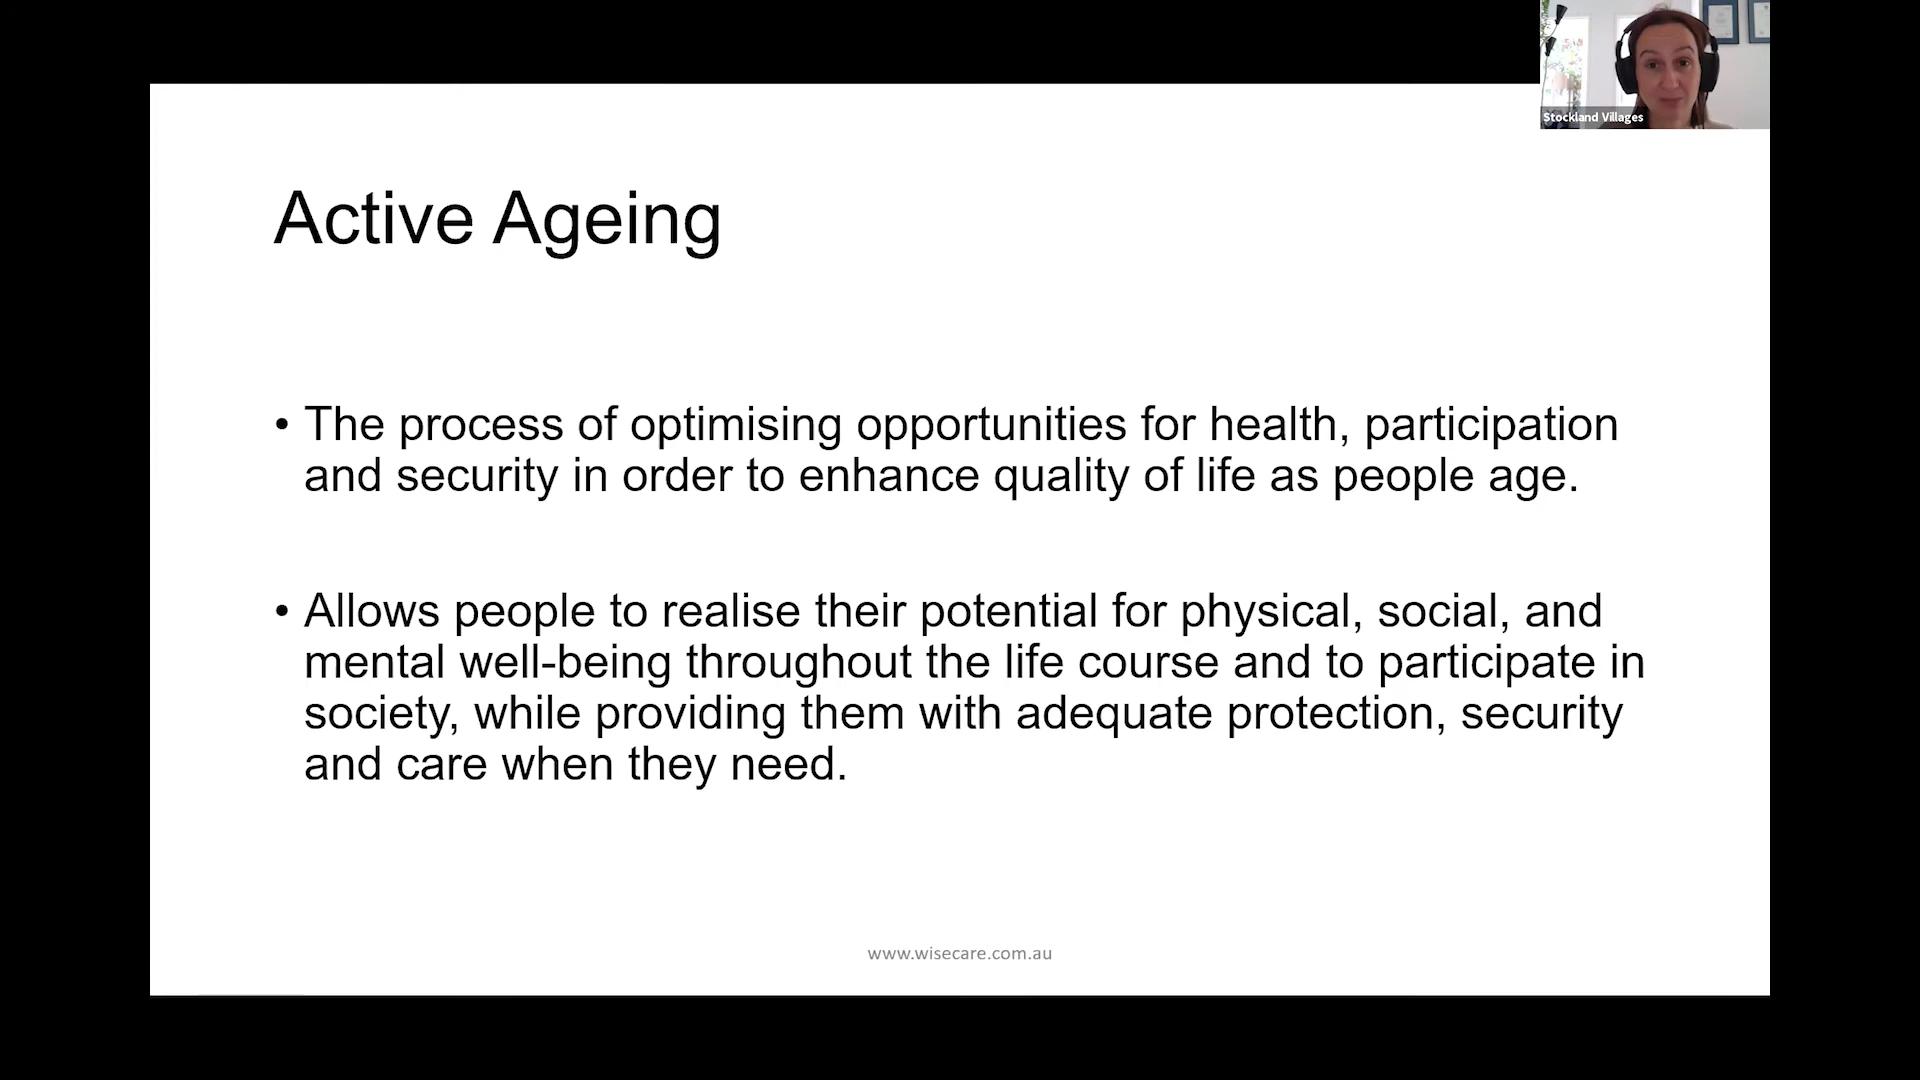 Stockland Villages
Active Ageing
• The process of optimising opportunities for health, participation
and security in order to enhance quality of life as people age.
• Allows people to realise their potential for physical, social, and
mental well-being throughout the life course and to participate in
society, while providing them with adequate protection, security
and care when they need.
www.wisecare.com.au